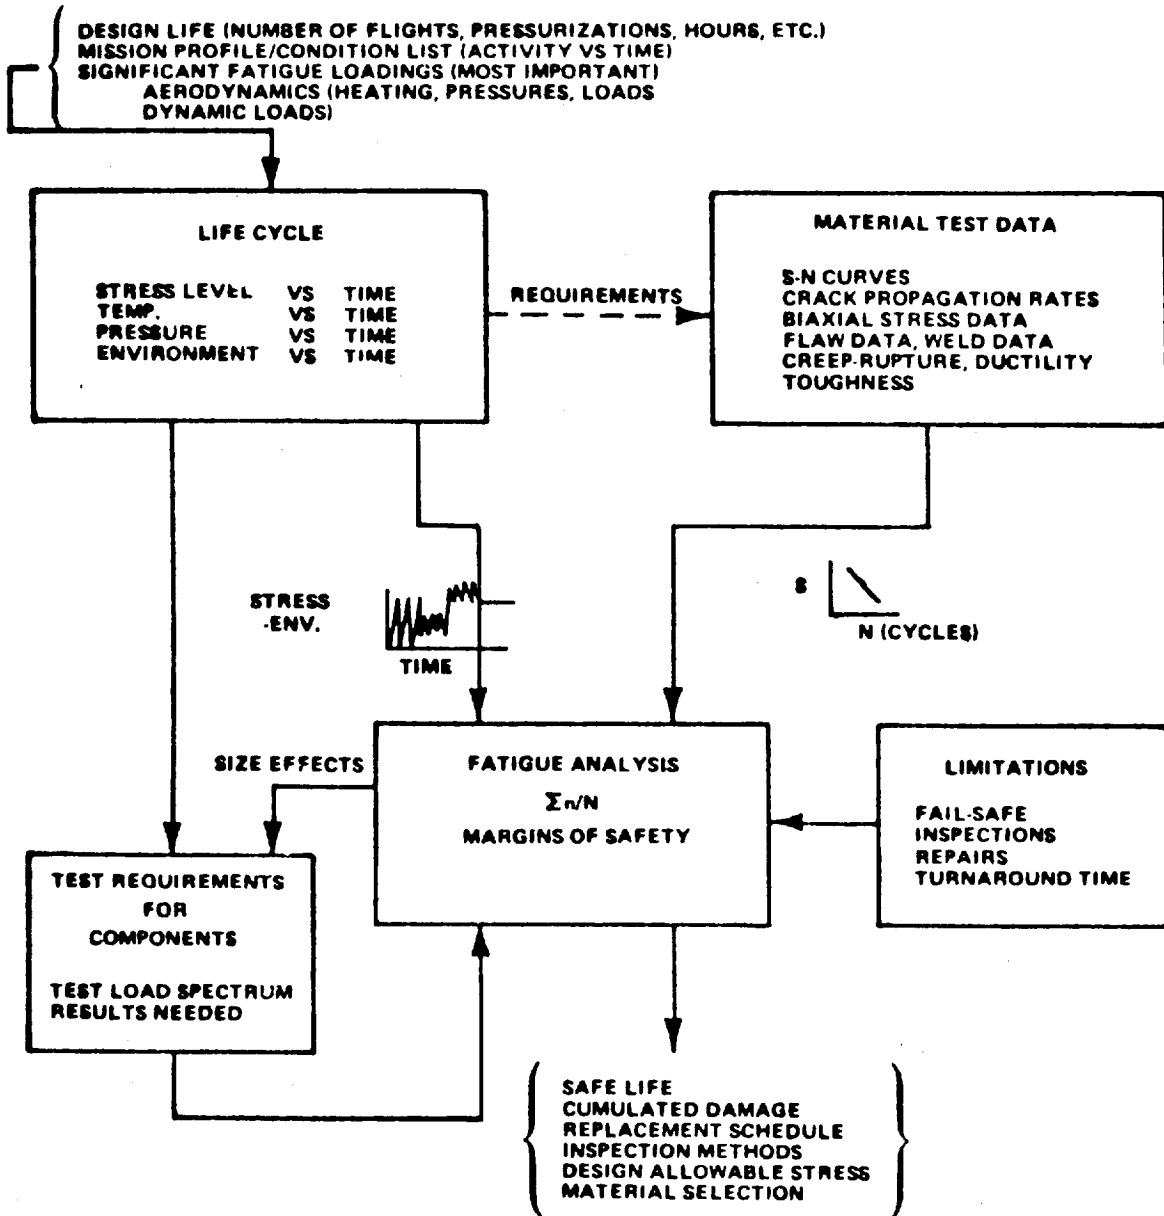 DESIGN LIFE (NUMBER OF FLIGHTS, PRESSURIZATIONS, HOURS, ETC.)
MISSION PROFILE/CONDITION LIST (ACTIVITY VS TIME)
SIGNIFICANT FATIGUE LOADINGS (MOST IMPORTANT)
AERODYNAMICS (HEATING, PRESSURES, LOADS
DYNAMIC LOADS)
LIFE CYCLE
STRESS LEVEL VS TIME
TEMP. VS TIME
PRESSURE VS TIME
ENVIRONMENT VS TIME
REQUIREMENTS
MATERIAL TEST DATA
S-N CURVES
CRACK PROPAGATION RATES
BIAXIAL STRESS DATA
FLAW DATA, WELD DATA
CREEP-RUPTURE, DUCTILITY
TOUGHNESS
STRESS
-ENV.
TIME
S
N (CYCLES)
SIZE EFFECTS
FATIGUE ANALYSIS
Σn/N
MARGINS OF SAFETY
LIMITATIONS
FAIL-SAFE
INSPECTIONS
REPAIRS
TURNAROUND TIME
TEST REQUIREMENTS
FOR
COMPONENTS
TEST LOAD SPECTRUM
RESULTS NEEDED
SAFE LIFE
CUMULATED DAMAGE
REPLACEMENT SCHEDULE
INSPECTION METHODS
DESIGN ALLOWABLE STRESS
MATERIAL SELECTION